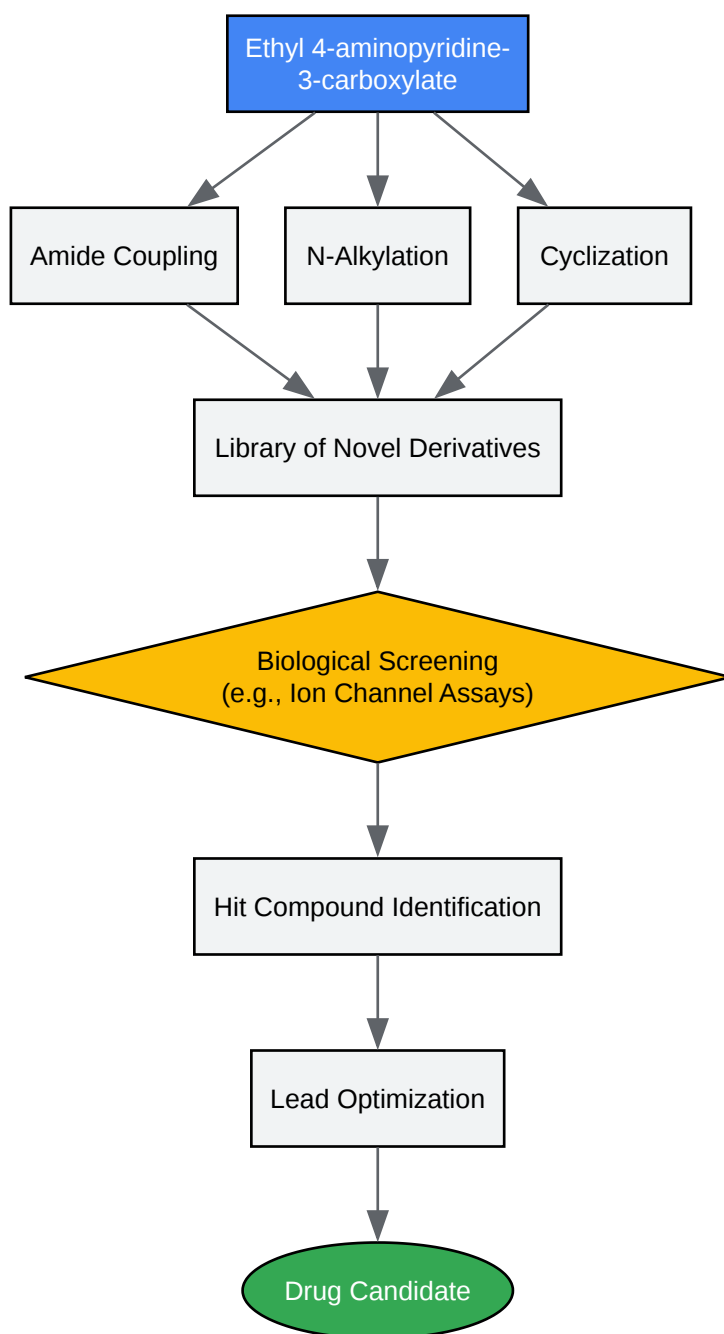 Ethyl 4-aminopyridine-
3-carboxylate
Amide Coupling
N-Alkylation
Cyclization
Library of Novel Derivatives
Biological Screening
(e.g., Ion Channel Assays)
Hit Compound Identification
Lead Optimization
Drug Candidate